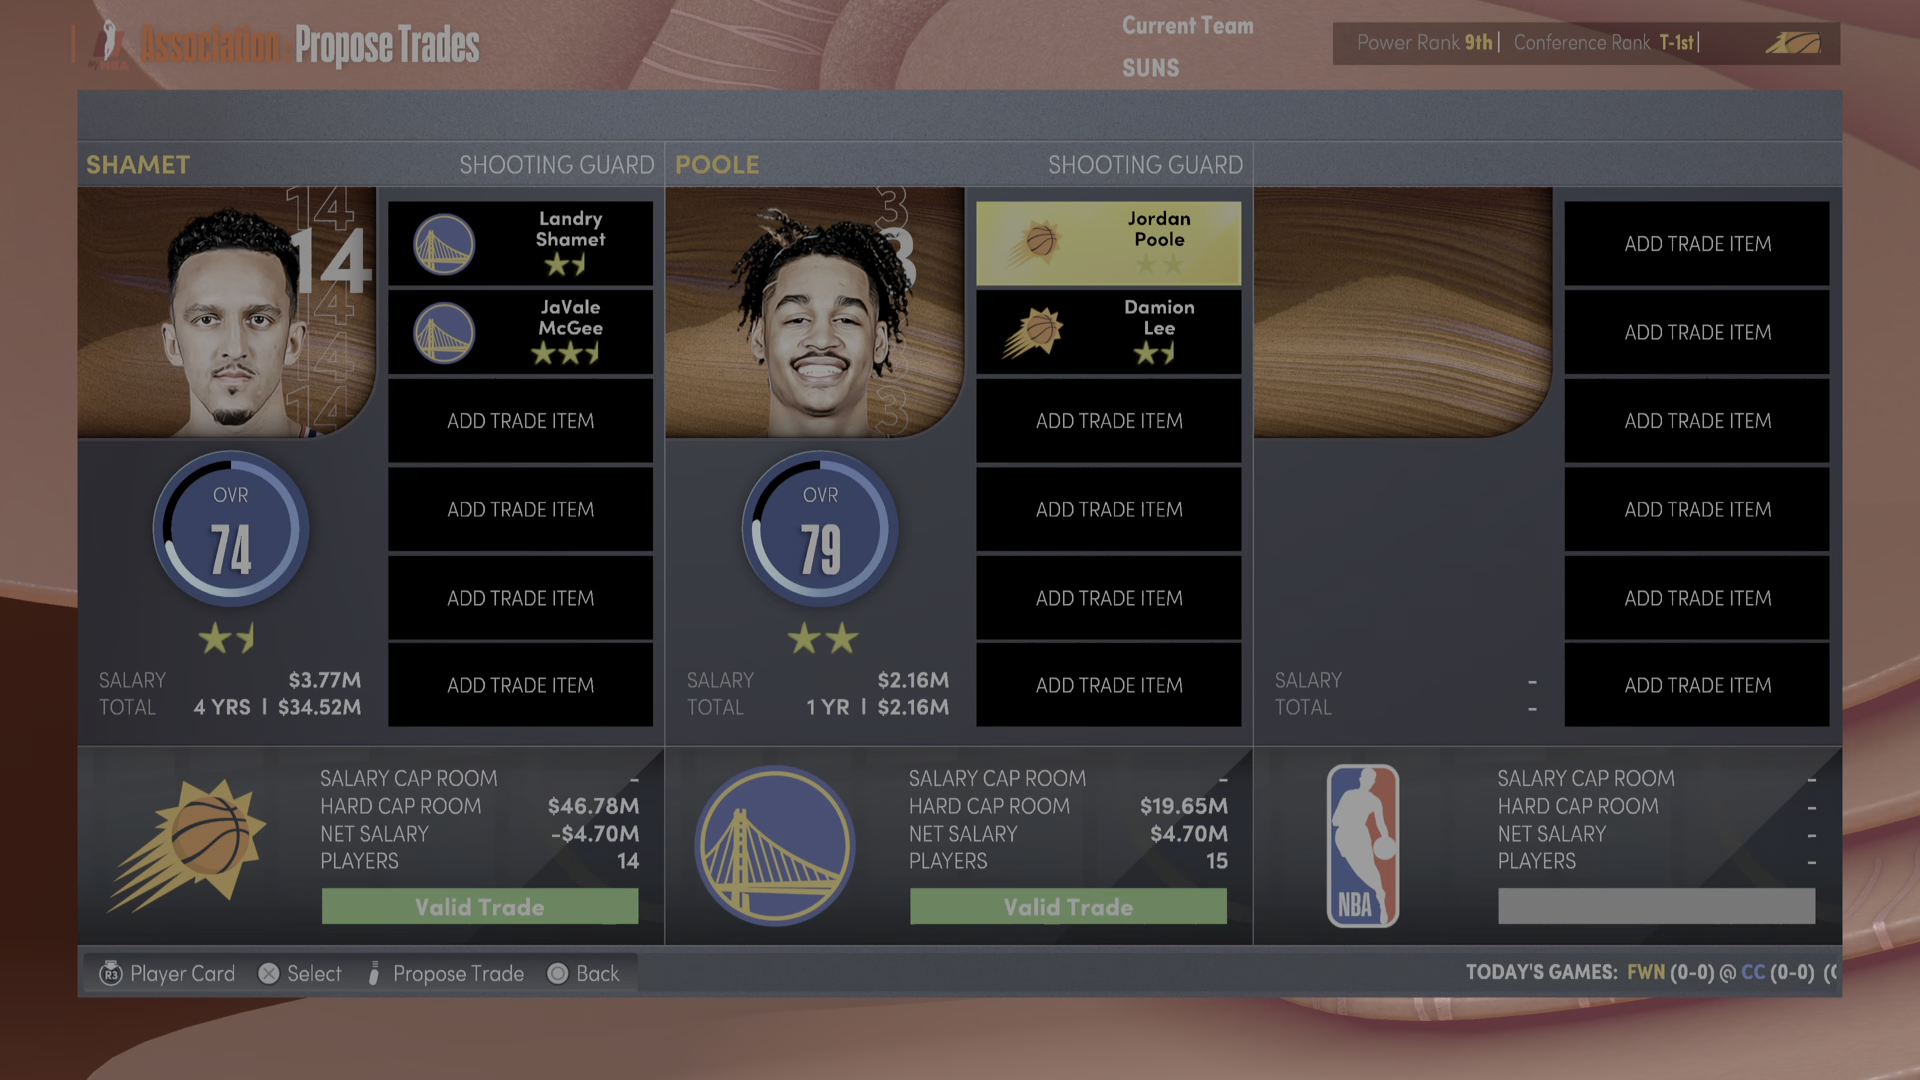 Association : Propose Trades
Current Team
SUNS
Power Rank 9th | Conference Rank T-1st |
SHAMET
SHOOTING GUARD
14
Landry
Shamet
JaVale
McGee
ADD TRADE ITEM
ADD TRADE ITEM
ADD TRADE ITEM
ADD TRADE ITEM
OVR
74
SALARY $3.77M
TOTAL 4 YRS | $34.52M
POOLE
SHOOTING GUARD
3
Jordan
Poole
Damion
Lee
ADD TRADE ITEM
ADD TRADE ITEM
ADD TRADE ITEM
ADD TRADE ITEM
OVR
79
SALARY $2.16M
TOTAL 1 YR | $2.16M
ADD TRADE ITEM
ADD TRADE ITEM
ADD TRADE ITEM
ADD TRADE ITEM
ADD TRADE ITEM
ADD TRADE ITEM
SALARY -
TOTAL -
SALARY CAP ROOM -
HARD CAP ROOM $46.78M
NET SALARY -$4.70M
PLAYERS 14
Valid Trade
SALARY CAP ROOM -
HARD CAP ROOM $19.65M
NET SALARY $4.70M
PLAYERS 15
Valid Trade
NBA
SALARY CAP ROOM -
HARD CAP ROOM -
NET SALARY -
PLAYERS -
R3 Player Card Select Propose Trade Back
TODAY'S GAMES: FWN (0-0) @ CC (0-0)